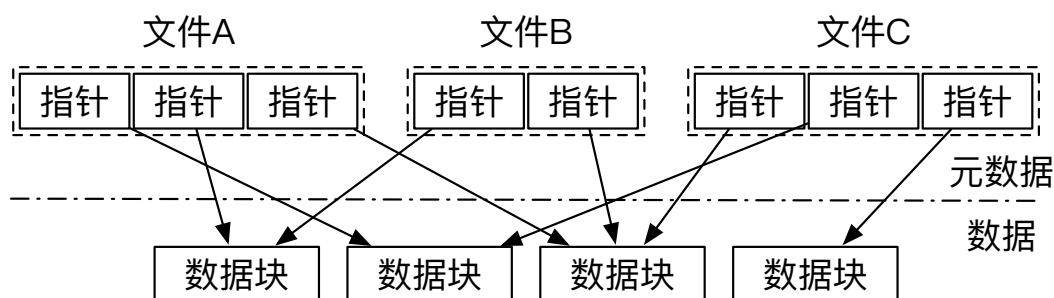 文件A 文件B 文件C
指针 指针 指针 指针 指针 指针 指针 指针
元数据
数据
数据块 数据块 数据块 数据块